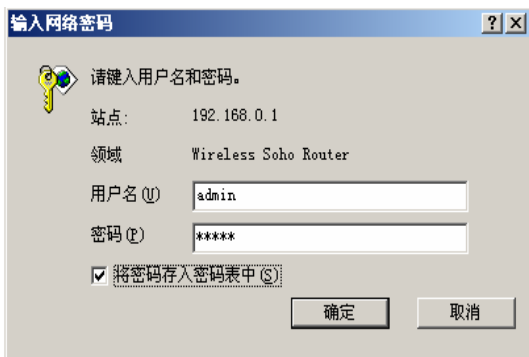 输入网络密码
请键入用户名和密码。
站点: 192.168.0.1
领域 Wireless Soho Router
用户名(U) admin
密码(P) *****
将密码存入密码表中(S)
确定 取消